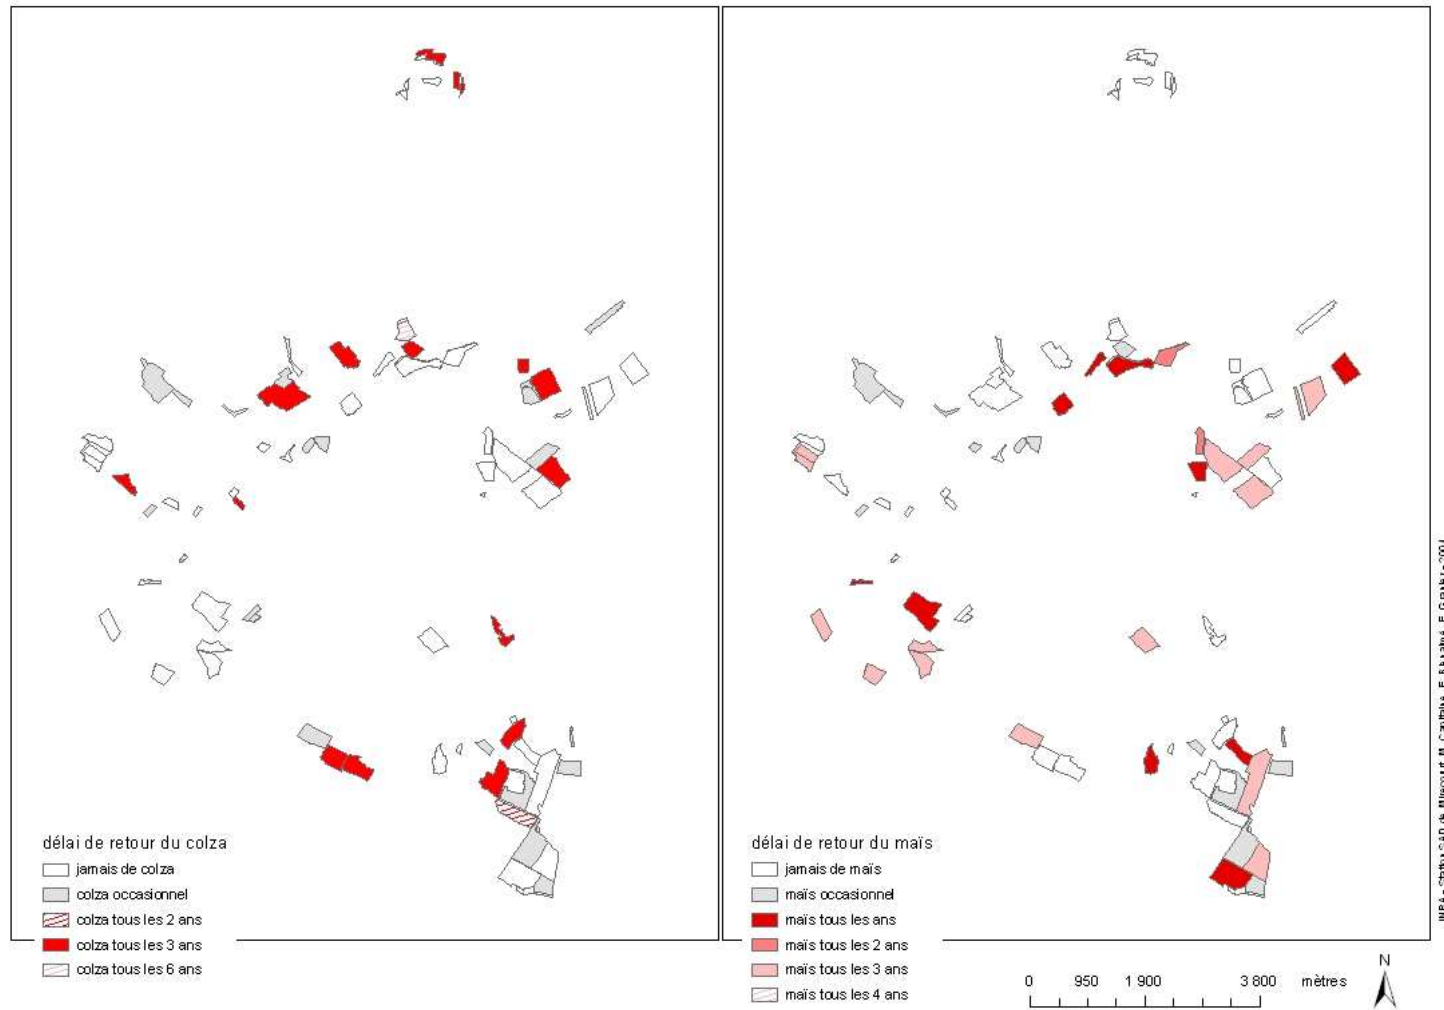 délai de retour du colza
jamais de colza
colza occasionnel
colza tous les 2 ans
colza tous les 3 ans
colza tous les 6 ans
délai de retour du maïs
jamais de maïs
maïs occasionnel
maïs tous les ans
maïs tous les 2 ans
maïs tous les 3 ans
maïs tous les 4 ans
0 950 1 900 3 800 mètres
N